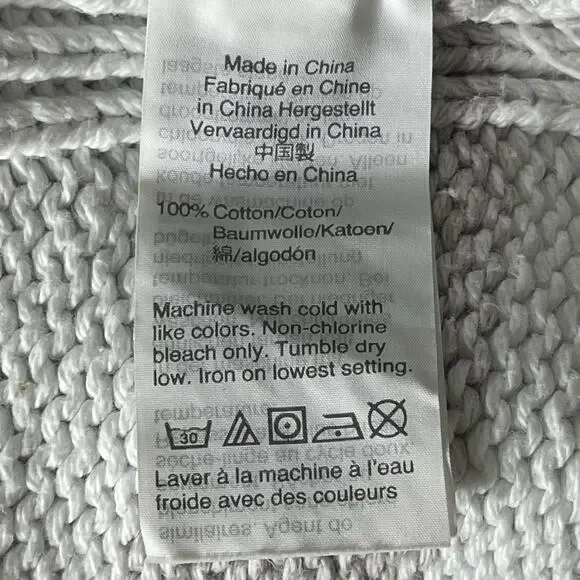 Made in China
Fabriqué en Chine
in China Hergestellt
Vervaardigd in China
中国製
Hecho en China
100% Cotton/Coton/
Baumwolle/Katoen/
綿/algodón
Machine wash cold with
like colors. Non-chlorine
bleach only. Tumble dry
low. Iron on lowest setting.
30
Laver à la machine à l'eau
froide avec des couleurs